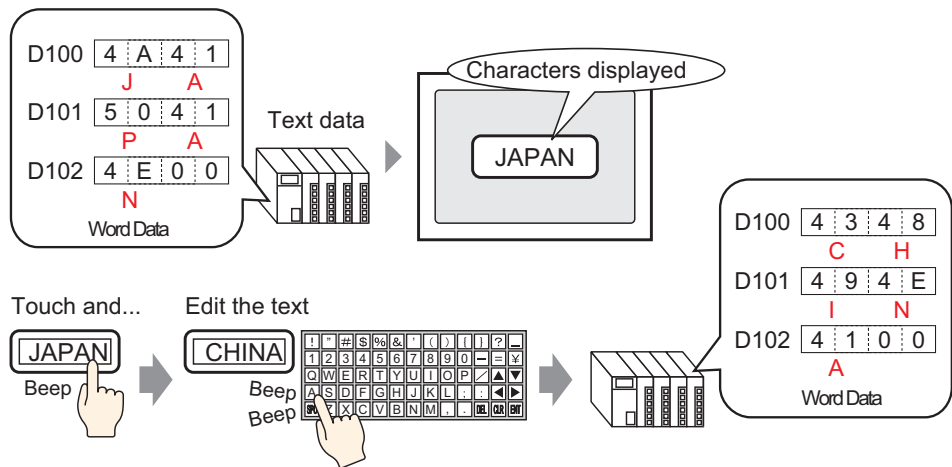 D100 4 A 4 1
J A
D101 5 0 4 1
P A
D102 4 E 0 0
N
Word Data
Text data
Characters displayed
JAPAN
Touch and...
JAPAN
Beep
Edit the text
CHINA
Beep
Beep
! " # $ % & ' ( ) { } ? _
1 2 3 4 5 6 7 8 9 0 − = ¥
Q W E R T Y U I O P / ▲ ▼
A S D F G H J K L ; : ◀ ▶
X C V B N M , . DEL CLR ENT
D100 4 3 4 8
C H
D101 4 9 4 E
I N
D102 4 1 0 0
A
Word Data